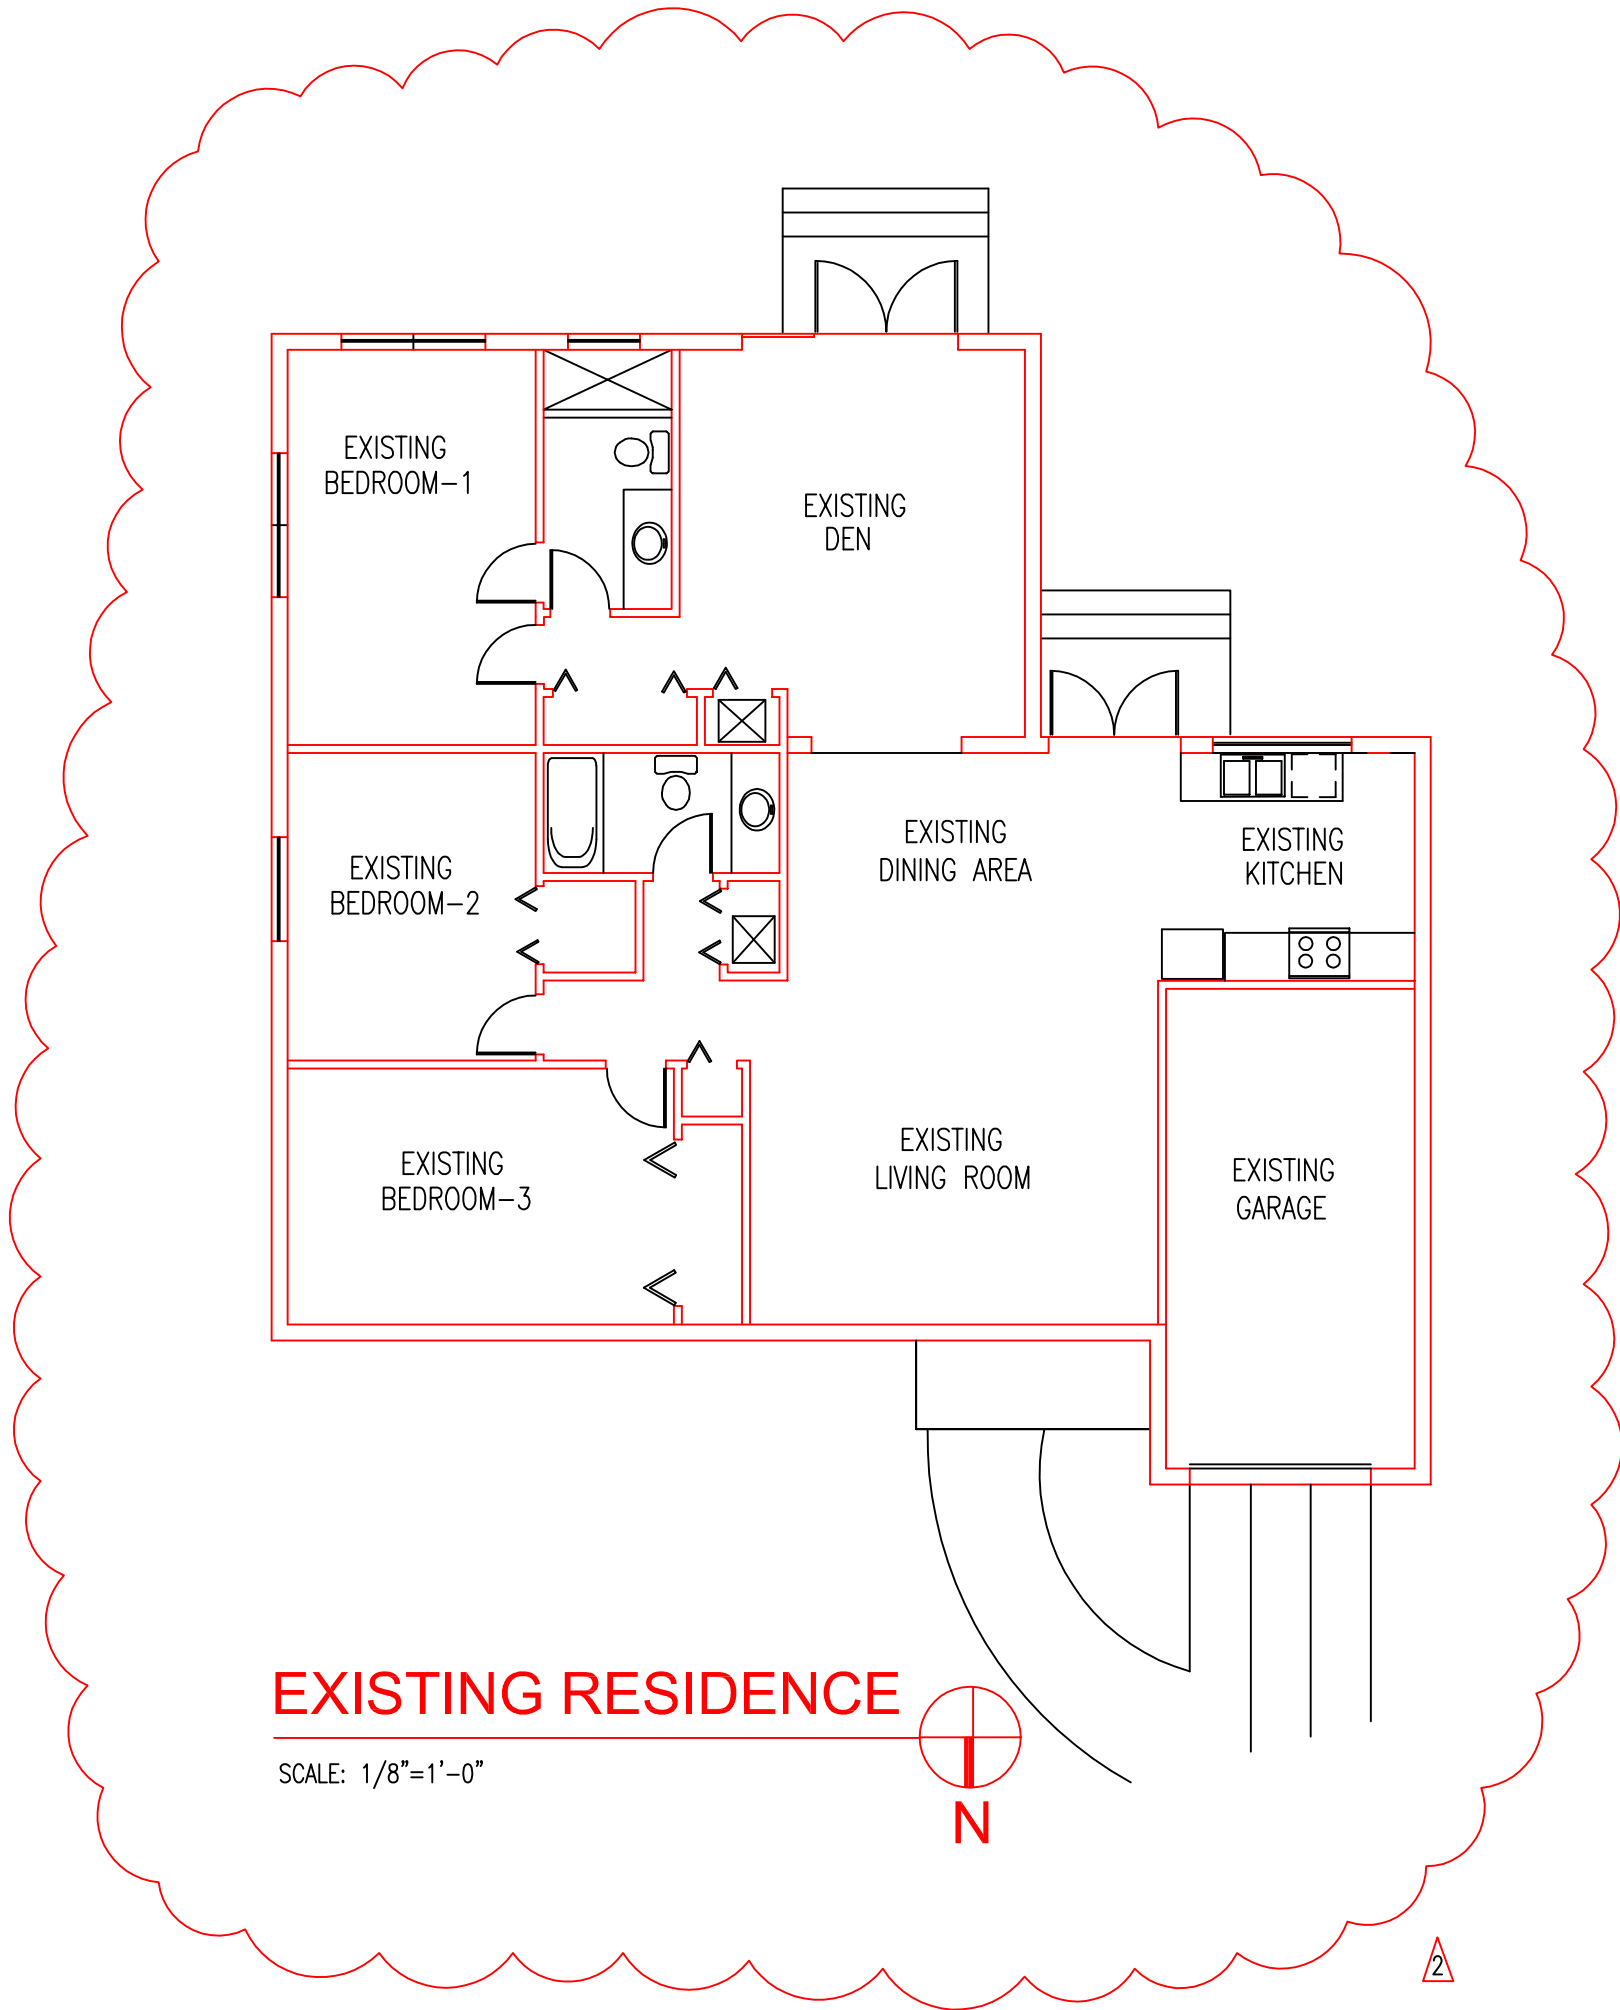 EXISTING
BEDROOM-1
EXISTING
DEN
EXISTING
DINING AREA
EXISTING
KITCHEN
EXISTING
BEDROOM-2
EXISTING
BEDROOM-3
EXISTING
LIVING ROOM
EXISTING
GARAGE
EXISTING RESIDENCE
SCALE: 1/8"=1'-0"
N
2